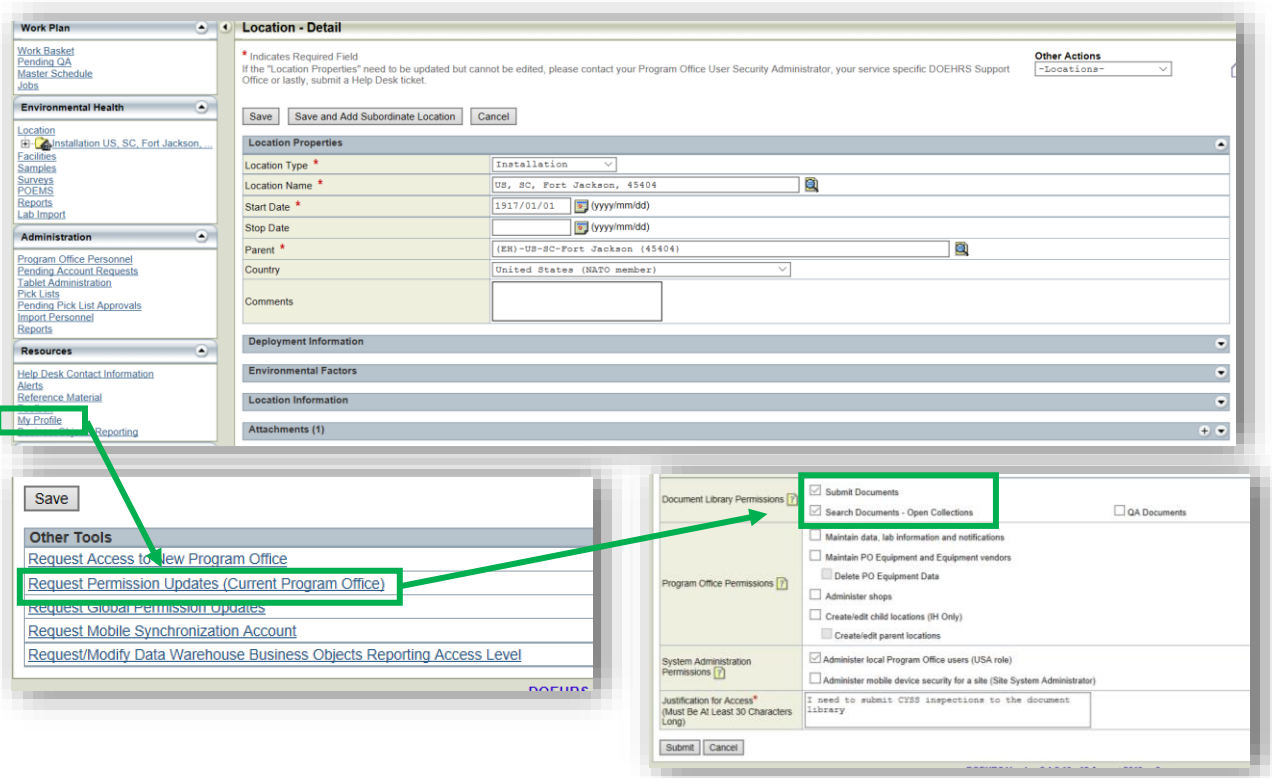 Work Plan
Work Basket
Pending QA
Master Schedule
Jobs
Environmental Health
Location
Installation US, SC, Fort Jackson, ...
Facilities
Samples
Surveys
POEMS
Reports
Lab Import
Administration
Program Office Personnel
Pending Account Requests
Tablet Administration
Pick Lists
Pending Pick List Approvals
Import Personnel
Reports
Resources
Help Desk Contact Information
Alerts
Reference Material
My Profile
Reporting
Location - Detail
* Indicates Required Field
If the "Location Properties" need to be updated but cannot be edited, please contact your Program Office User Security Administrator, your service specific DOEHRS Support
Office or lastly, submit a Help Desk ticket.
Other Actions
-Locations-
Save Save and Add Subordinate Location Cancel
Location Properties
Location Type * Installation
Location Name * US, SC, Fort Jackson, 45404
Start Date * 1917/01/01 (yyyy/mm/dd)
Stop Date (yyyy/mm/dd)
Parent * (EH)-US-SC-Fort Jackson (45404)
Country United States (NATO member)
Comments
Deployment Information
Environmental Factors
Location Information
Attachments (1)
Save
Other Tools
Request Access to New Program Office
Request Permission Updates (Current Program Office)
Request Global Permission Updates
Request Mobile Synchronization Account
Request/Modify Data Warehouse Business Objects Reporting Access Level
DOEHRS
Document Library Permissions ?
Submit Documents
Search Documents - Open Collections QA Documents
Program Office Permissions ?
Maintain data, lab information and notifications
Maintain PO Equipment and Equipment vendors
Delete PO Equipment Data
Administer shops
Create/edit child locations (IH Only)
Create/edit parent locations
System Administration
Permissions ?
Administer local Program Office users (USA role)
Administer mobile device security for a site (Site System Administrator)
Justification for Access*
(Must Be At Least 30 Characters
Long)
I need to submit CYSS inspections to the document
library
Submit Cancel